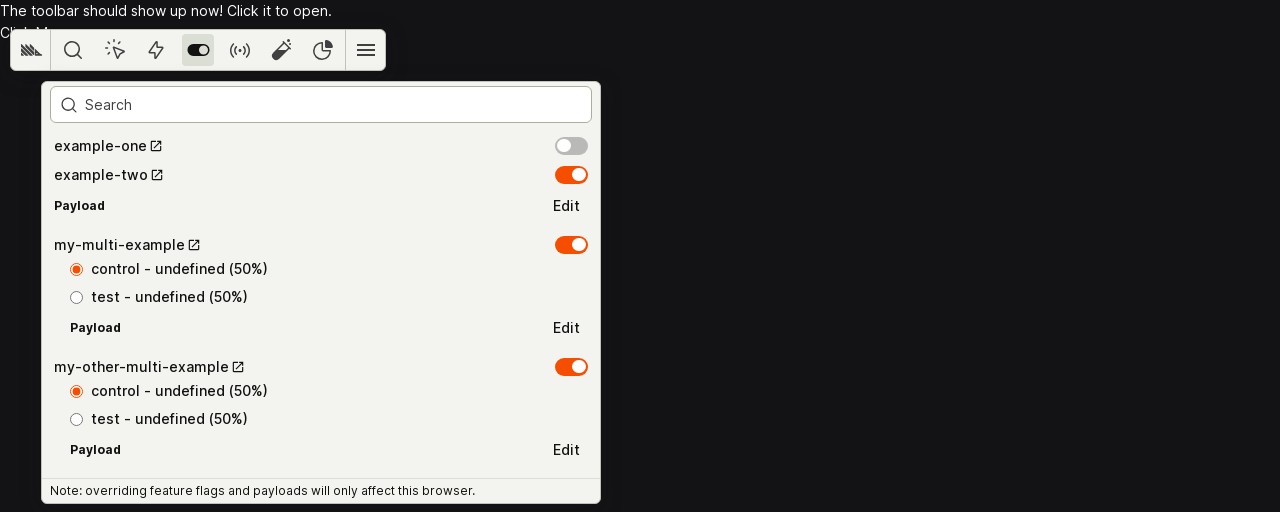 The toolbar should show up now! Click it to open.
Search
example-one
example-two
Payload Edit
my-multi-example
control - undefined (50%)
test - undefined (50%)
Payload Edit
my-other-multi-example
control - undefined (50%)
test - undefined (50%)
Payload Edit
Note: overriding feature flags and payloads will only affect this browser.